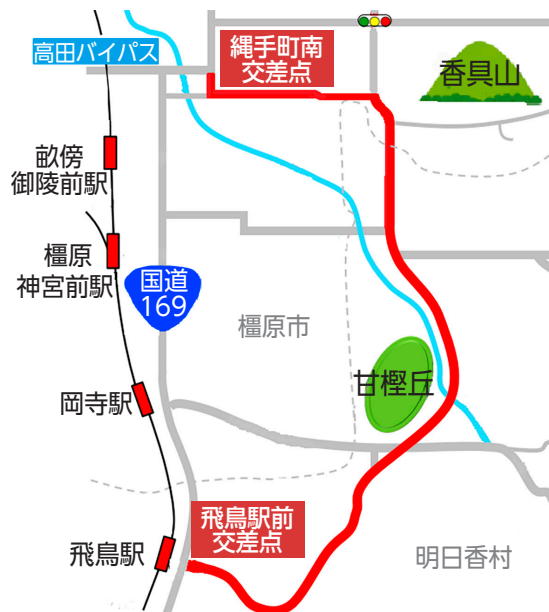 高田バイパス
縄手町南
交差点
香具山
畝傍
御陵前駅
橿原
神宮前駅
国道
169
橿原市
甘樫丘
岡寺駅
飛鳥駅前
交差点
飛鳥駅
明日香村